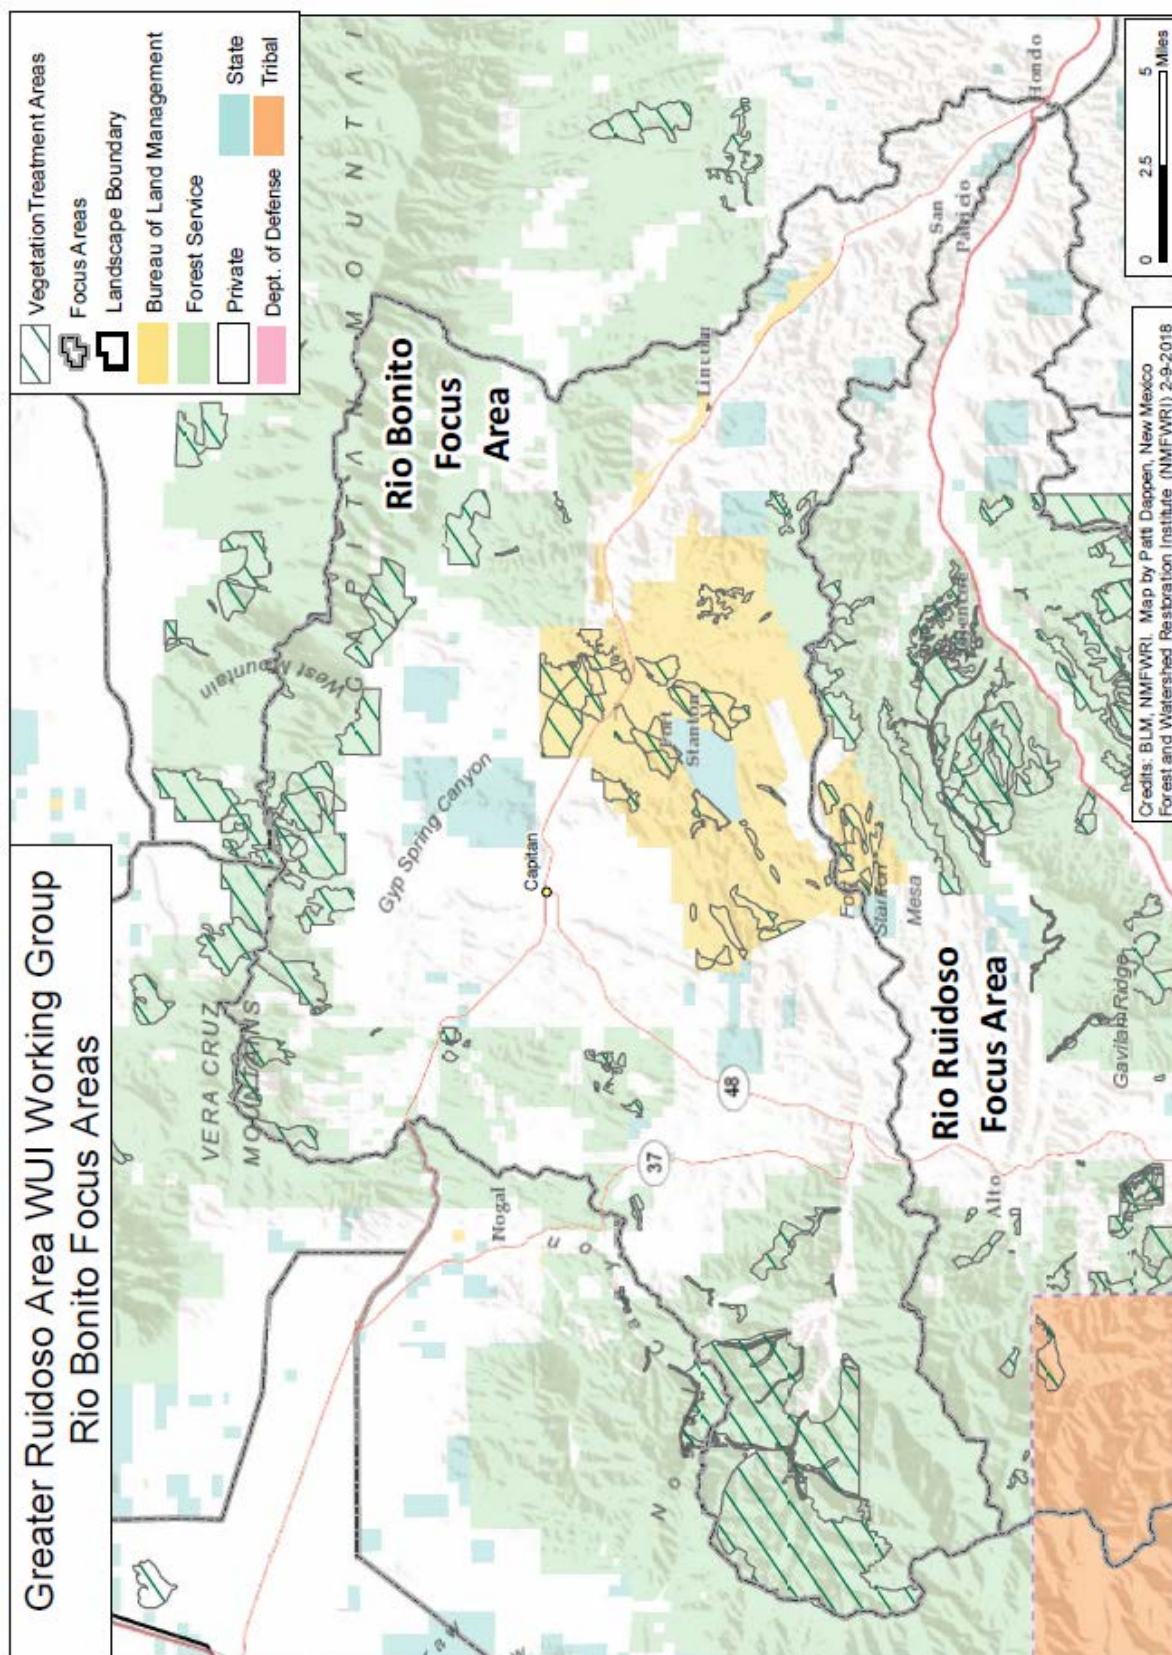 Greater Ruidoso Area WUI Working Group
Rio Bonito Focus Areas
Vegetation Treatment Areas
Focus Areas
Landscape Boundary
Bureau of Land Management
Forest Service
Private
State
Dept. of Defense
Tribal
VERA CRUZ
MOUNTAINS
West Mountain
CAPITAN MOUNTAI
Gyp Spring Canyon
Rio Bonito
Focus
Area
Capitan
Nogal
37
48
Fort
Stanton
Lincoln
San
Patricio
Hondo
Fort
Stanton
Mesa
Rio Ruidoso
Focus Area
Alto
Gavilan Ridge
0 2.5 5
Miles
Credits: BLM, NMFWRI. Map by Patti Dappen, New Mexico
Forest and Watershed Restoration Institute (NMFWRI) 2-9-2018